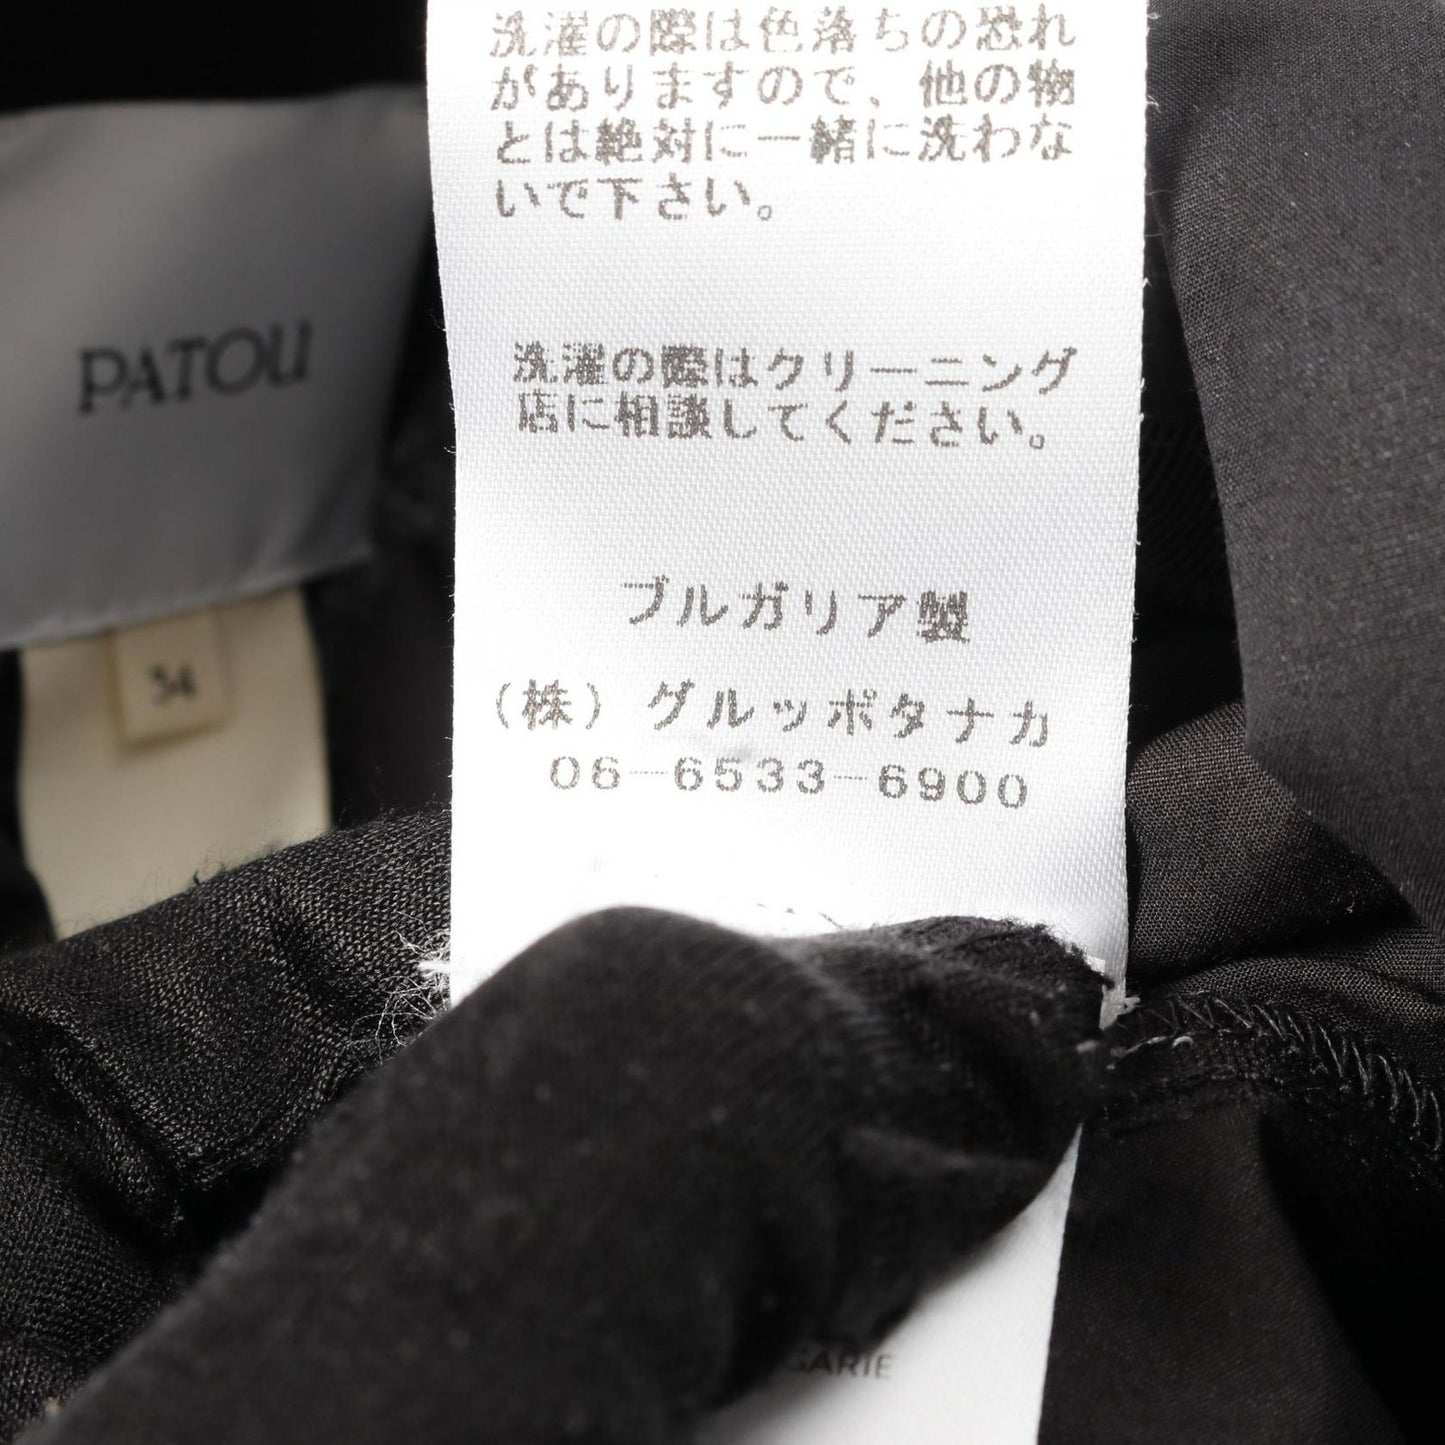 洗濯の際は色落ちの恐れ
がありますので、他の物
とは絶対に一緒に洗わな
いで下さい。
洗濯の際はクリーニング
店に相談してください。
ブルガリア製
(株) グルッポタナカ
06-6533-6900
PATOU
34
GARIE